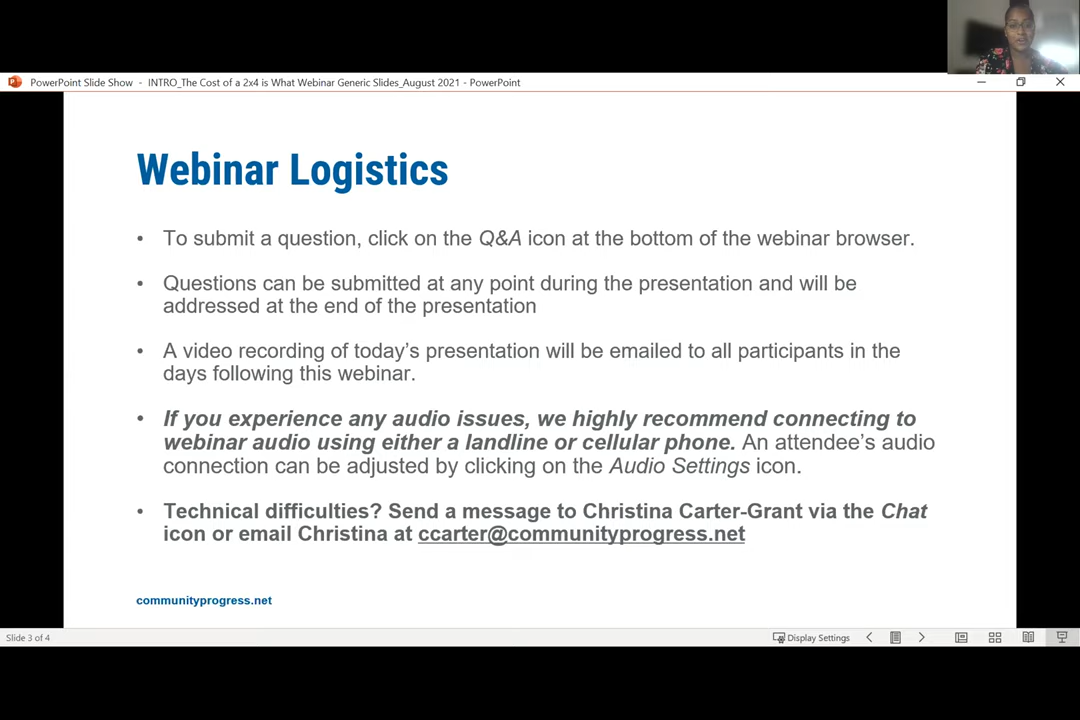 PowerPoint Slide Show - INTRO_The Cost of a 2x4 is What Webinar Generic Slides_August 2021 - PowerPoint
Webinar Logistics
• To submit a question, click on the Q&A icon at the bottom of the webinar browser.
• Questions can be submitted at any point during the presentation and will be
addressed at the end of the presentation
• A video recording of today's presentation will be emailed to all participants in the
days following this webinar.
• If you experience any audio issues, we highly recommend connecting to
webinar audio using either a landline or cellular phone. An attendee's audio
connection can be adjusted by clicking on the Audio Settings icon.
• Technical difficulties? Send a message to Christina Carter-Grant via the Chat
icon or email Christina at ccarter@communityprogress.net
communityprogress.net
Slide 3 of 4
Display Settings